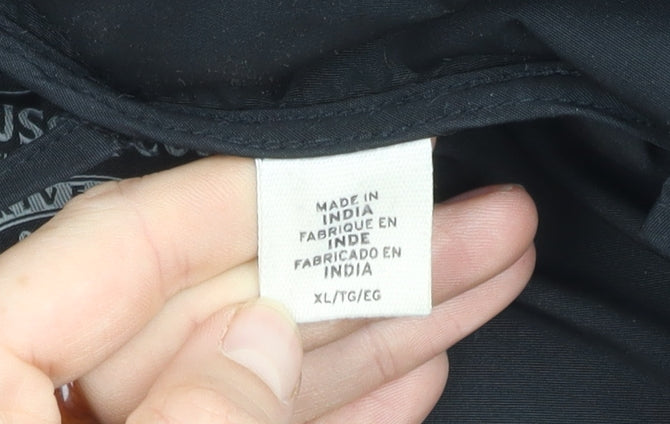 MADE IN
INDIA
FABRIQUE EN
INDE
FABRICADO EN
INDIA
XL/TG/EG